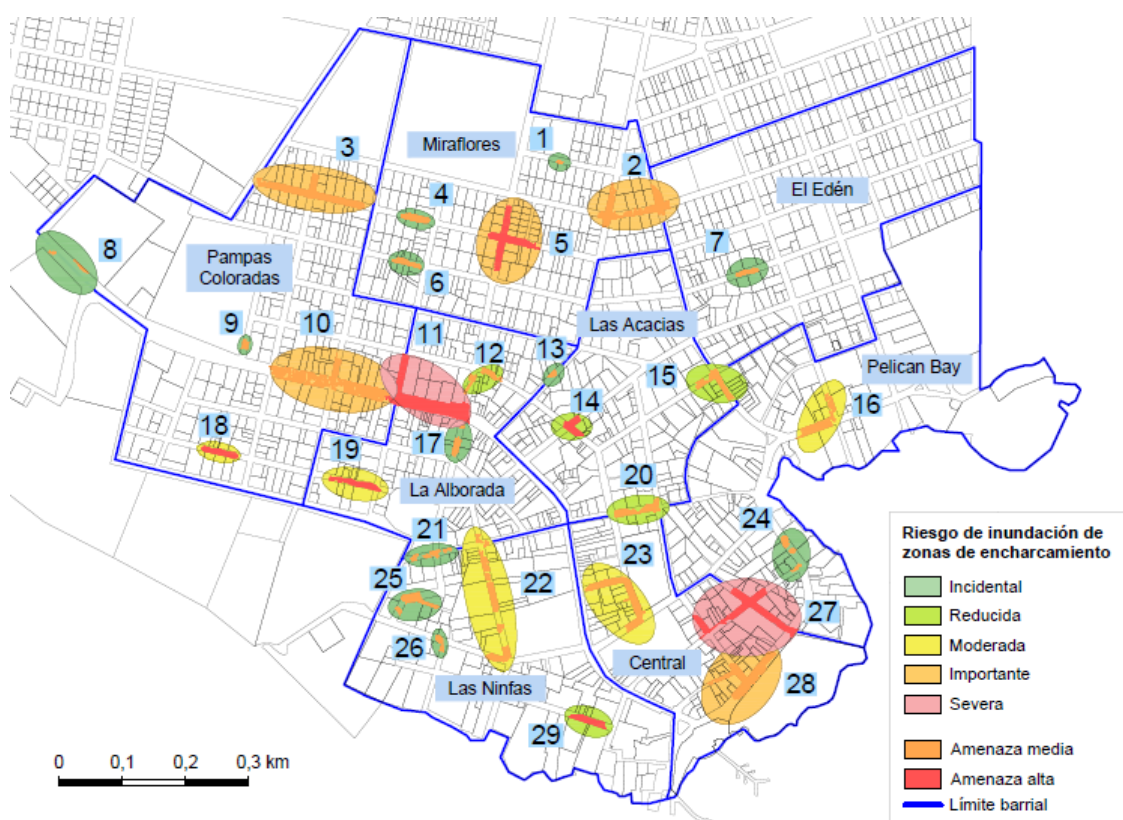 1
Miraflores
2
3
El Edén
4
5
7
8
Pampas
Coloradas
6
9
10
11
Las Acacias
12
13
Pelican Bay
15
16
14
18
17
19
La Alborada
20
21
24
23
25
22
27
26
Central
Las Ninfas
28
29
0
0,1
0,2
0,3 km
Riesgo de inundación de
zonas de encharcamiento
Incidental
Reducida
Moderada
Importante
Severa
Amenaza media
Amenaza alta
Límite barrial